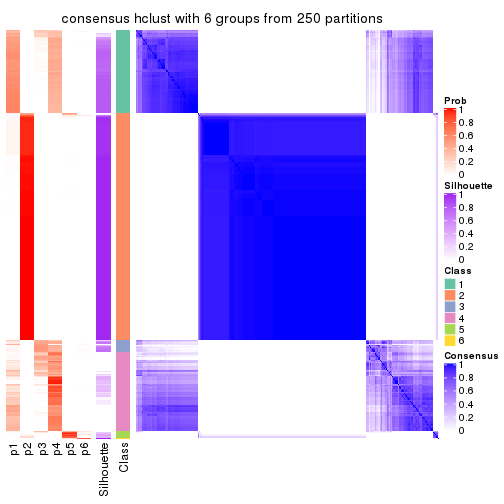 consensus hclust with 6 groups from 250 partitions
Prob
1
0.8
0.6
0.4
0.2
0
Silhouette
1
0.8
0.6
0.4
0.2
0
Class
1
2
3
4
5
6
Consensus
1
0.8
0.6
0.4
0.2
0
p1
p2
p3
p4
p5
p6
Silhouette
Class